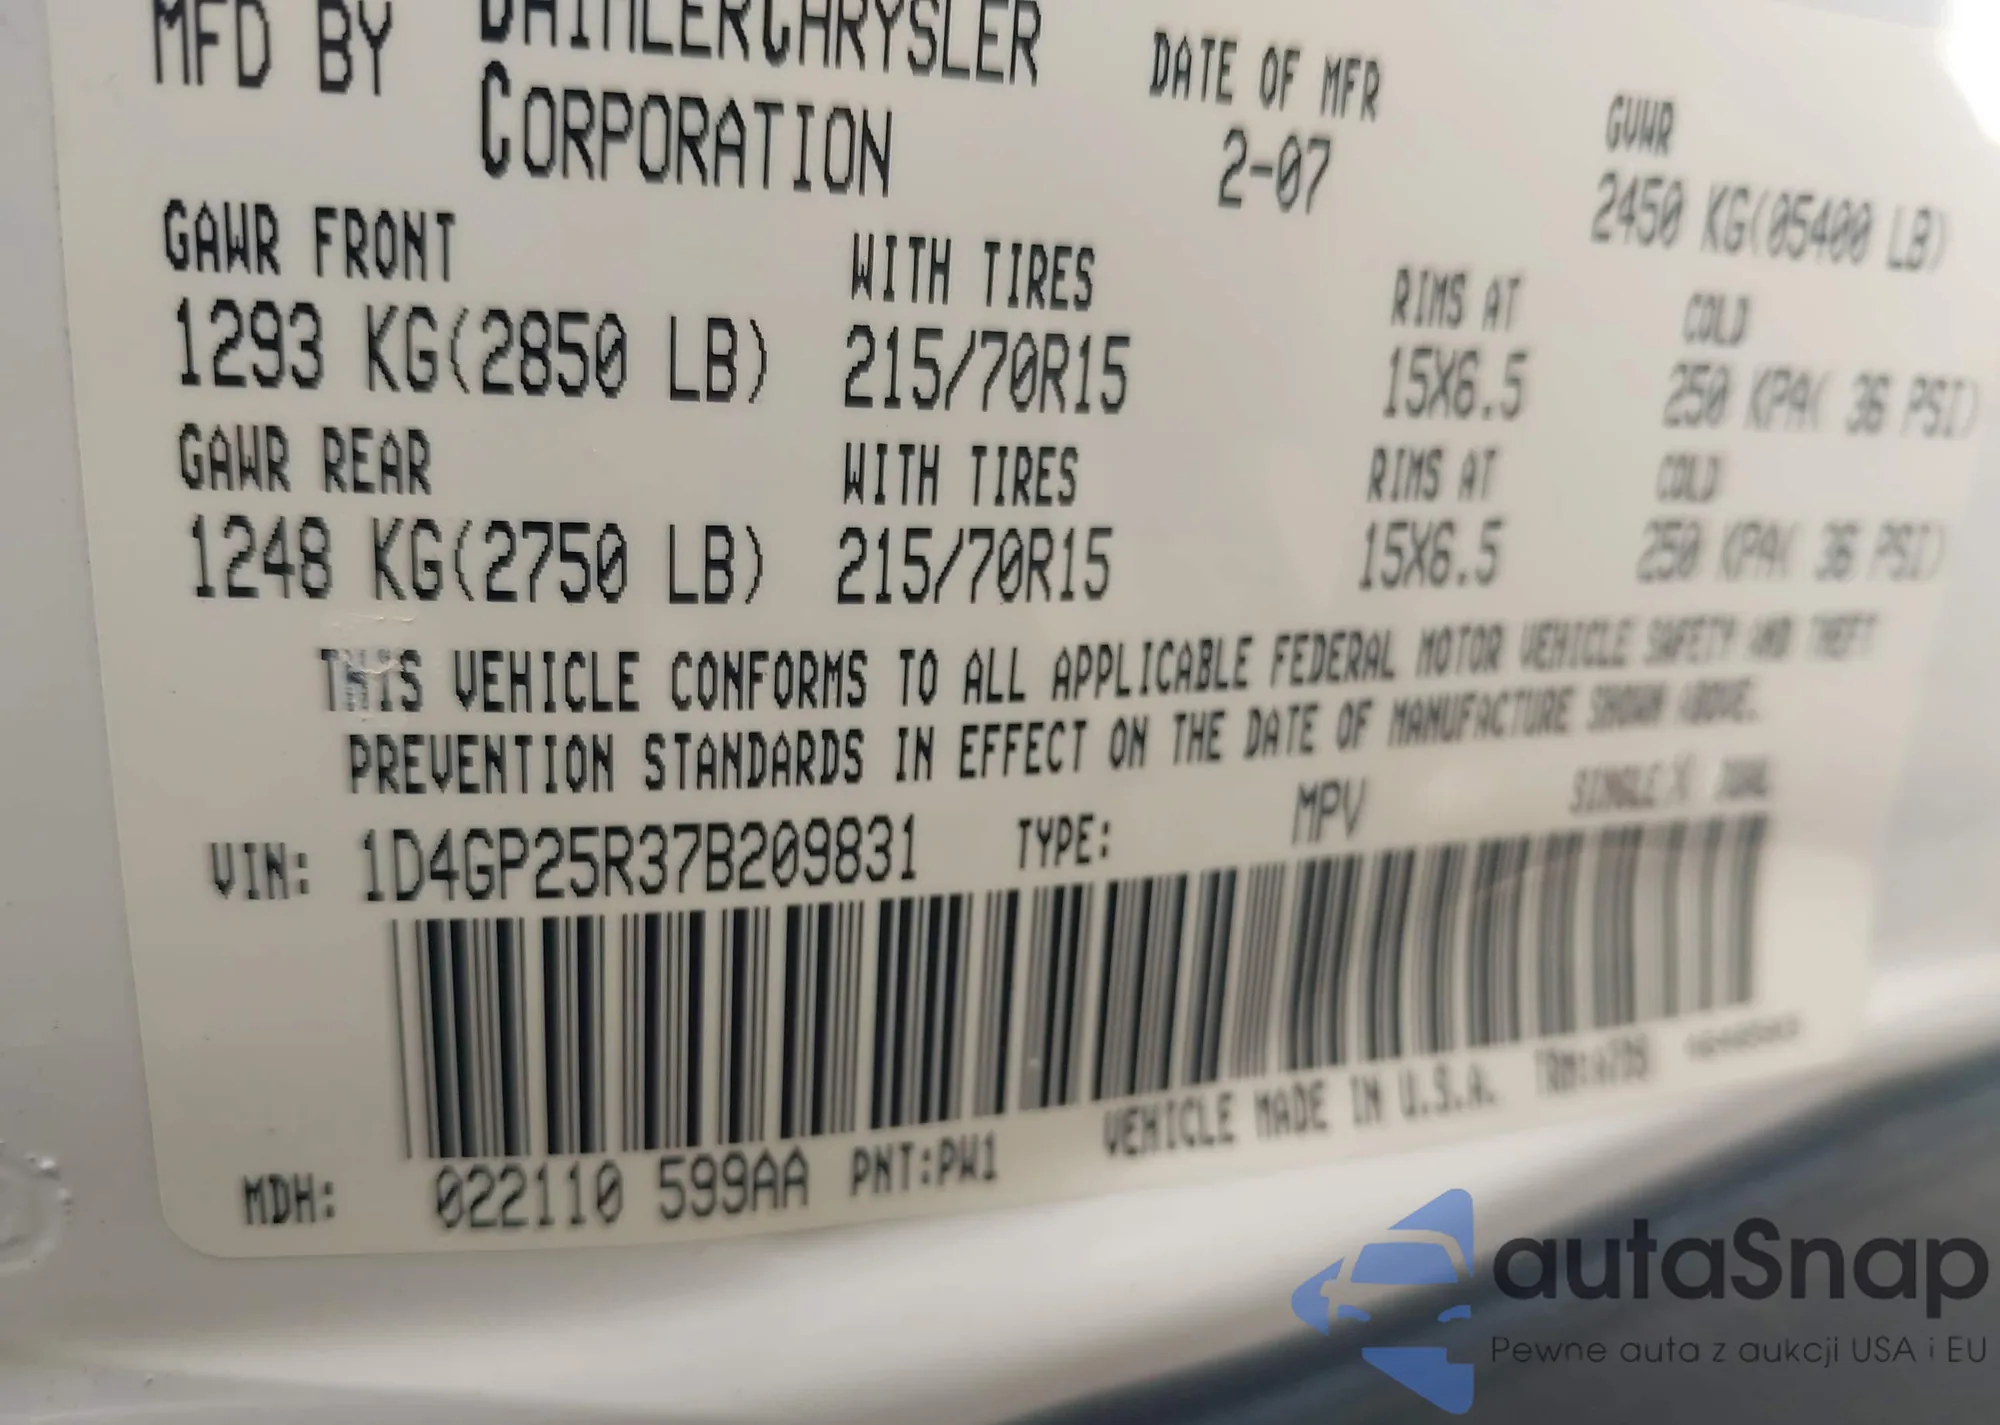 MFD BY DAIMLERCHRYSLER CORPORATION
DATE OF MFR 2-07
GVWR 2450 KG(05400 LB)
GAWR FRONT WITH TIRES RIMS AT COLD
1293 KG(2850 LB) 215/70R15 15X6.5 250 KPA( 36 PSI)
GAWR REAR WITH TIRES RIMS AT COLD
1248 KG(2750 LB) 215/70R15 15X6.5 250 KPA( 36 PSI)
THIS VEHICLE CONFORMS TO ALL APPLICABLE FEDERAL MOTOR VEHICLE SAFETY AND THEFT
PREVENTION STANDARDS IN EFFECT ON THE DATE OF MANUFACTURE SHOWN ABOVE.
VIN: 1D4GP25R37B209831 TYPE: MPV SINGLE X DUAL
MDH: 022110 599AA PNT:PW1 VEHICLE MADE IN U.S.A.
autaSnap
Pewne auta z aukcji USA i EU